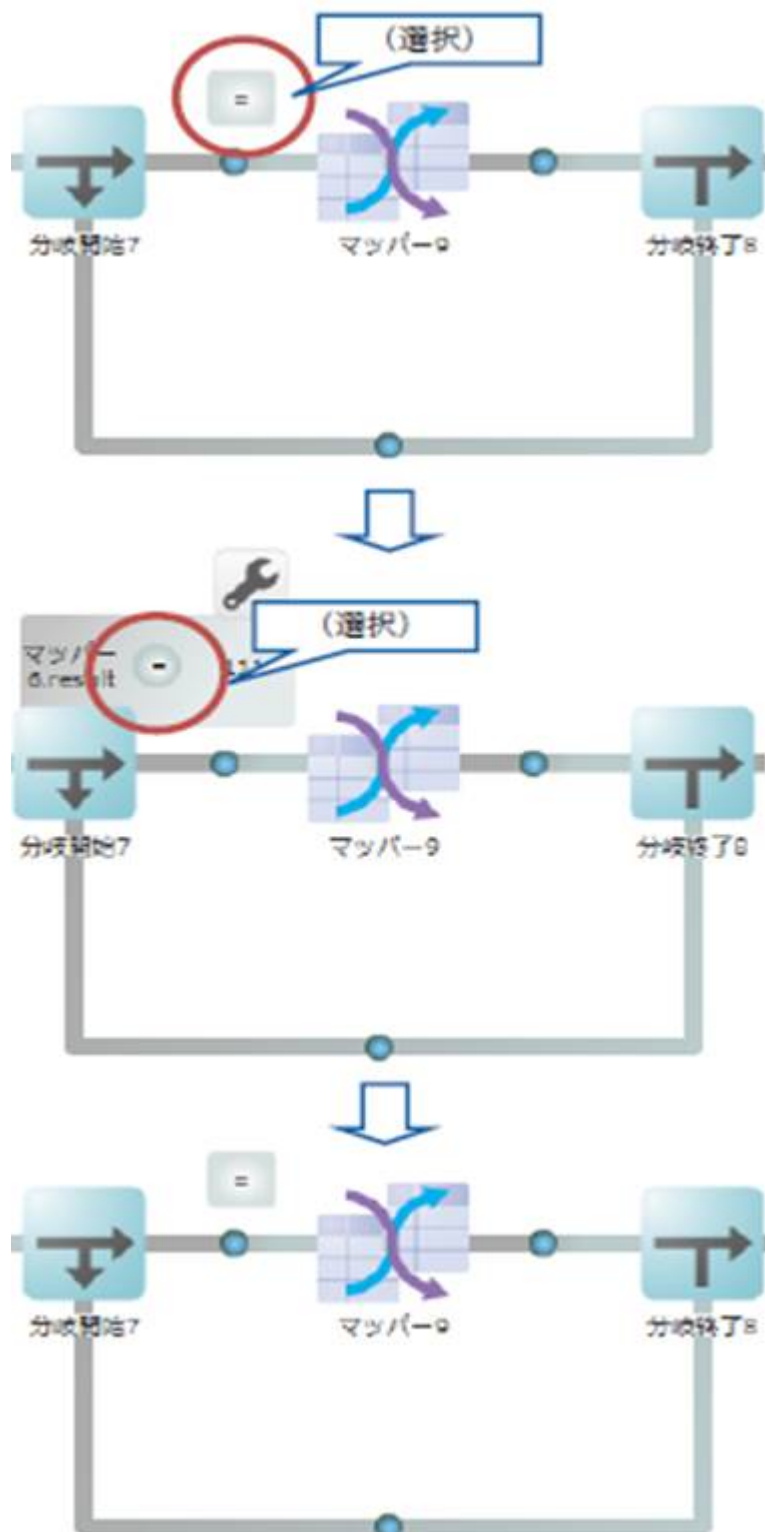 （選択）
=
分岐開始7
マッパー9
分岐終了8
（選択）
マッパー
6.result
=
分岐開始7
マッパー9
分岐終了8
=
分岐開始7
マッパー9
分岐終了8